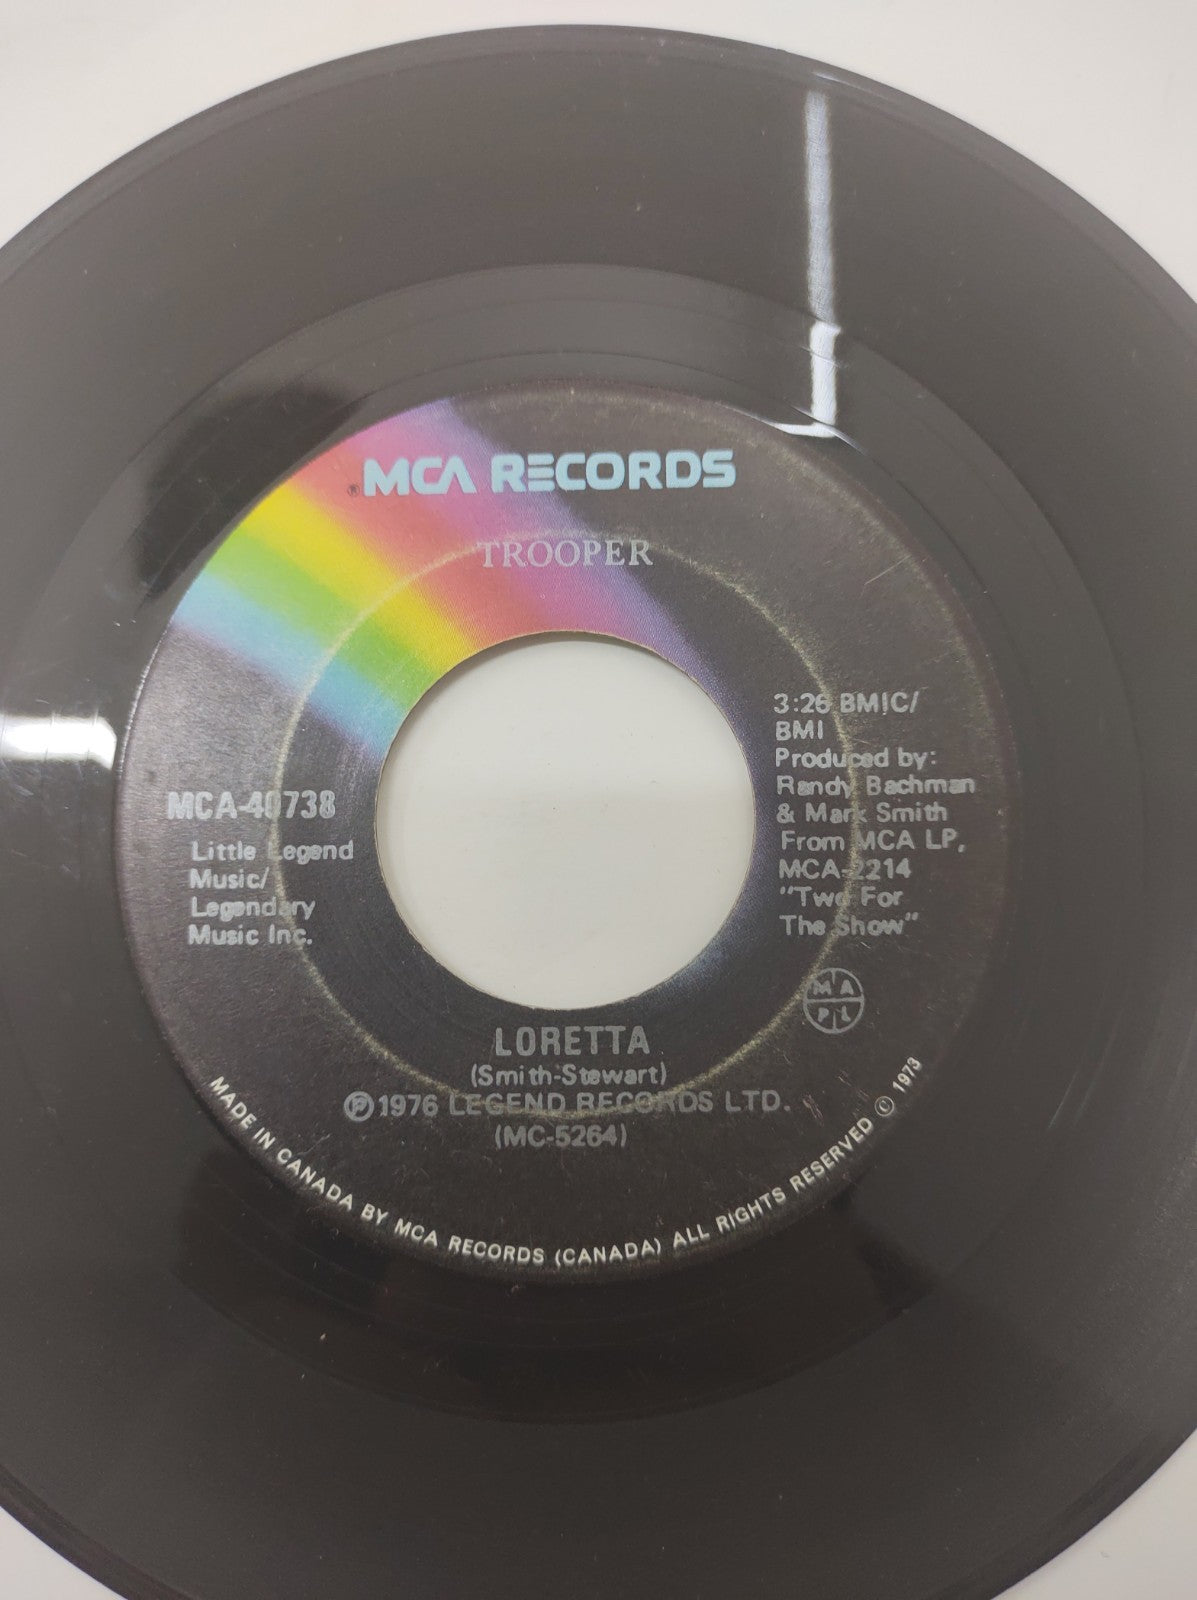 ® MCA RECORDS
TROOPER
3:26 BMIC/
BMI
Produced by:
Randy Bachman
& Mark Smith
From MCA LP,
MCA-2214
"Two For
The Show"
MCA-40738
Little Legend
Music/
Legendary
Music Inc.
M A
P L
LORETTA
(Smith-Stewart)
Ⓟ1976 LEGEND RECORDS LTD.
(MC-5264)
MADE IN CANADA BY MCA RECORDS (CANADA) ALL RIGHTS RESERVED © 1973